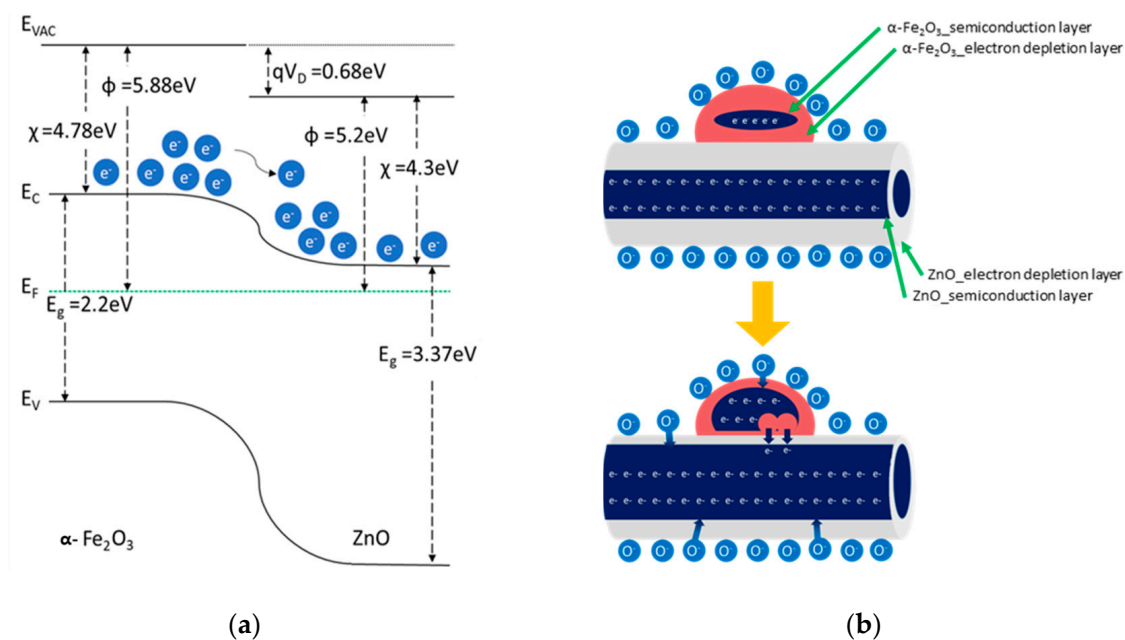 E_VAC
qV_D =0.68eV
ϕ =5.88eV
χ =4.78eV
ϕ =5.2eV
χ =4.3eV
e⁻ e⁻ e⁻ e⁻ e⁻ e⁻ e⁻ e⁻
e⁻ e⁻ e⁻ e⁻ e⁻ e⁻
E_C
E_F
E_g =2.2eV
E_g =3.37eV
E_V
α- Fe₂O₃
ZnO
(a)
α-Fe₂O₃_semiconduction layer
α-Fe₂O₃_electron depletion layer
O⁻ O⁻ O⁻ O⁻ O⁻ O⁻ O⁻
O⁻ O⁻ O⁻ O⁻
e⁻ e⁻ e⁻ e⁻ e⁻
e- e- e- e- e- e- e- e- e- e- e- e- e- e-
e- e- e- e- e- e- e- e- e- e- e- e- e- e-
O⁻ O⁻ O⁻ O⁻ O⁻ O⁻ O⁻ O⁻ O⁻
ZnO_electron depletion layer
ZnO_semiconduction layer
O⁻ O⁻ O⁻ O⁻ O⁻ O⁻ O⁻
O⁻ O⁻ O⁻ O⁻
e- e- e- e-
e- e- e-
e- e-
e- e- e- e- e- e- e- e- e- e- e- e- e- e-
e- e- e- e- e- e- e- e- e- e- e- e- e- e-
O⁻ O⁻ O⁻ O⁻ O⁻ O⁻ O⁻ O⁻ O⁻
(b)